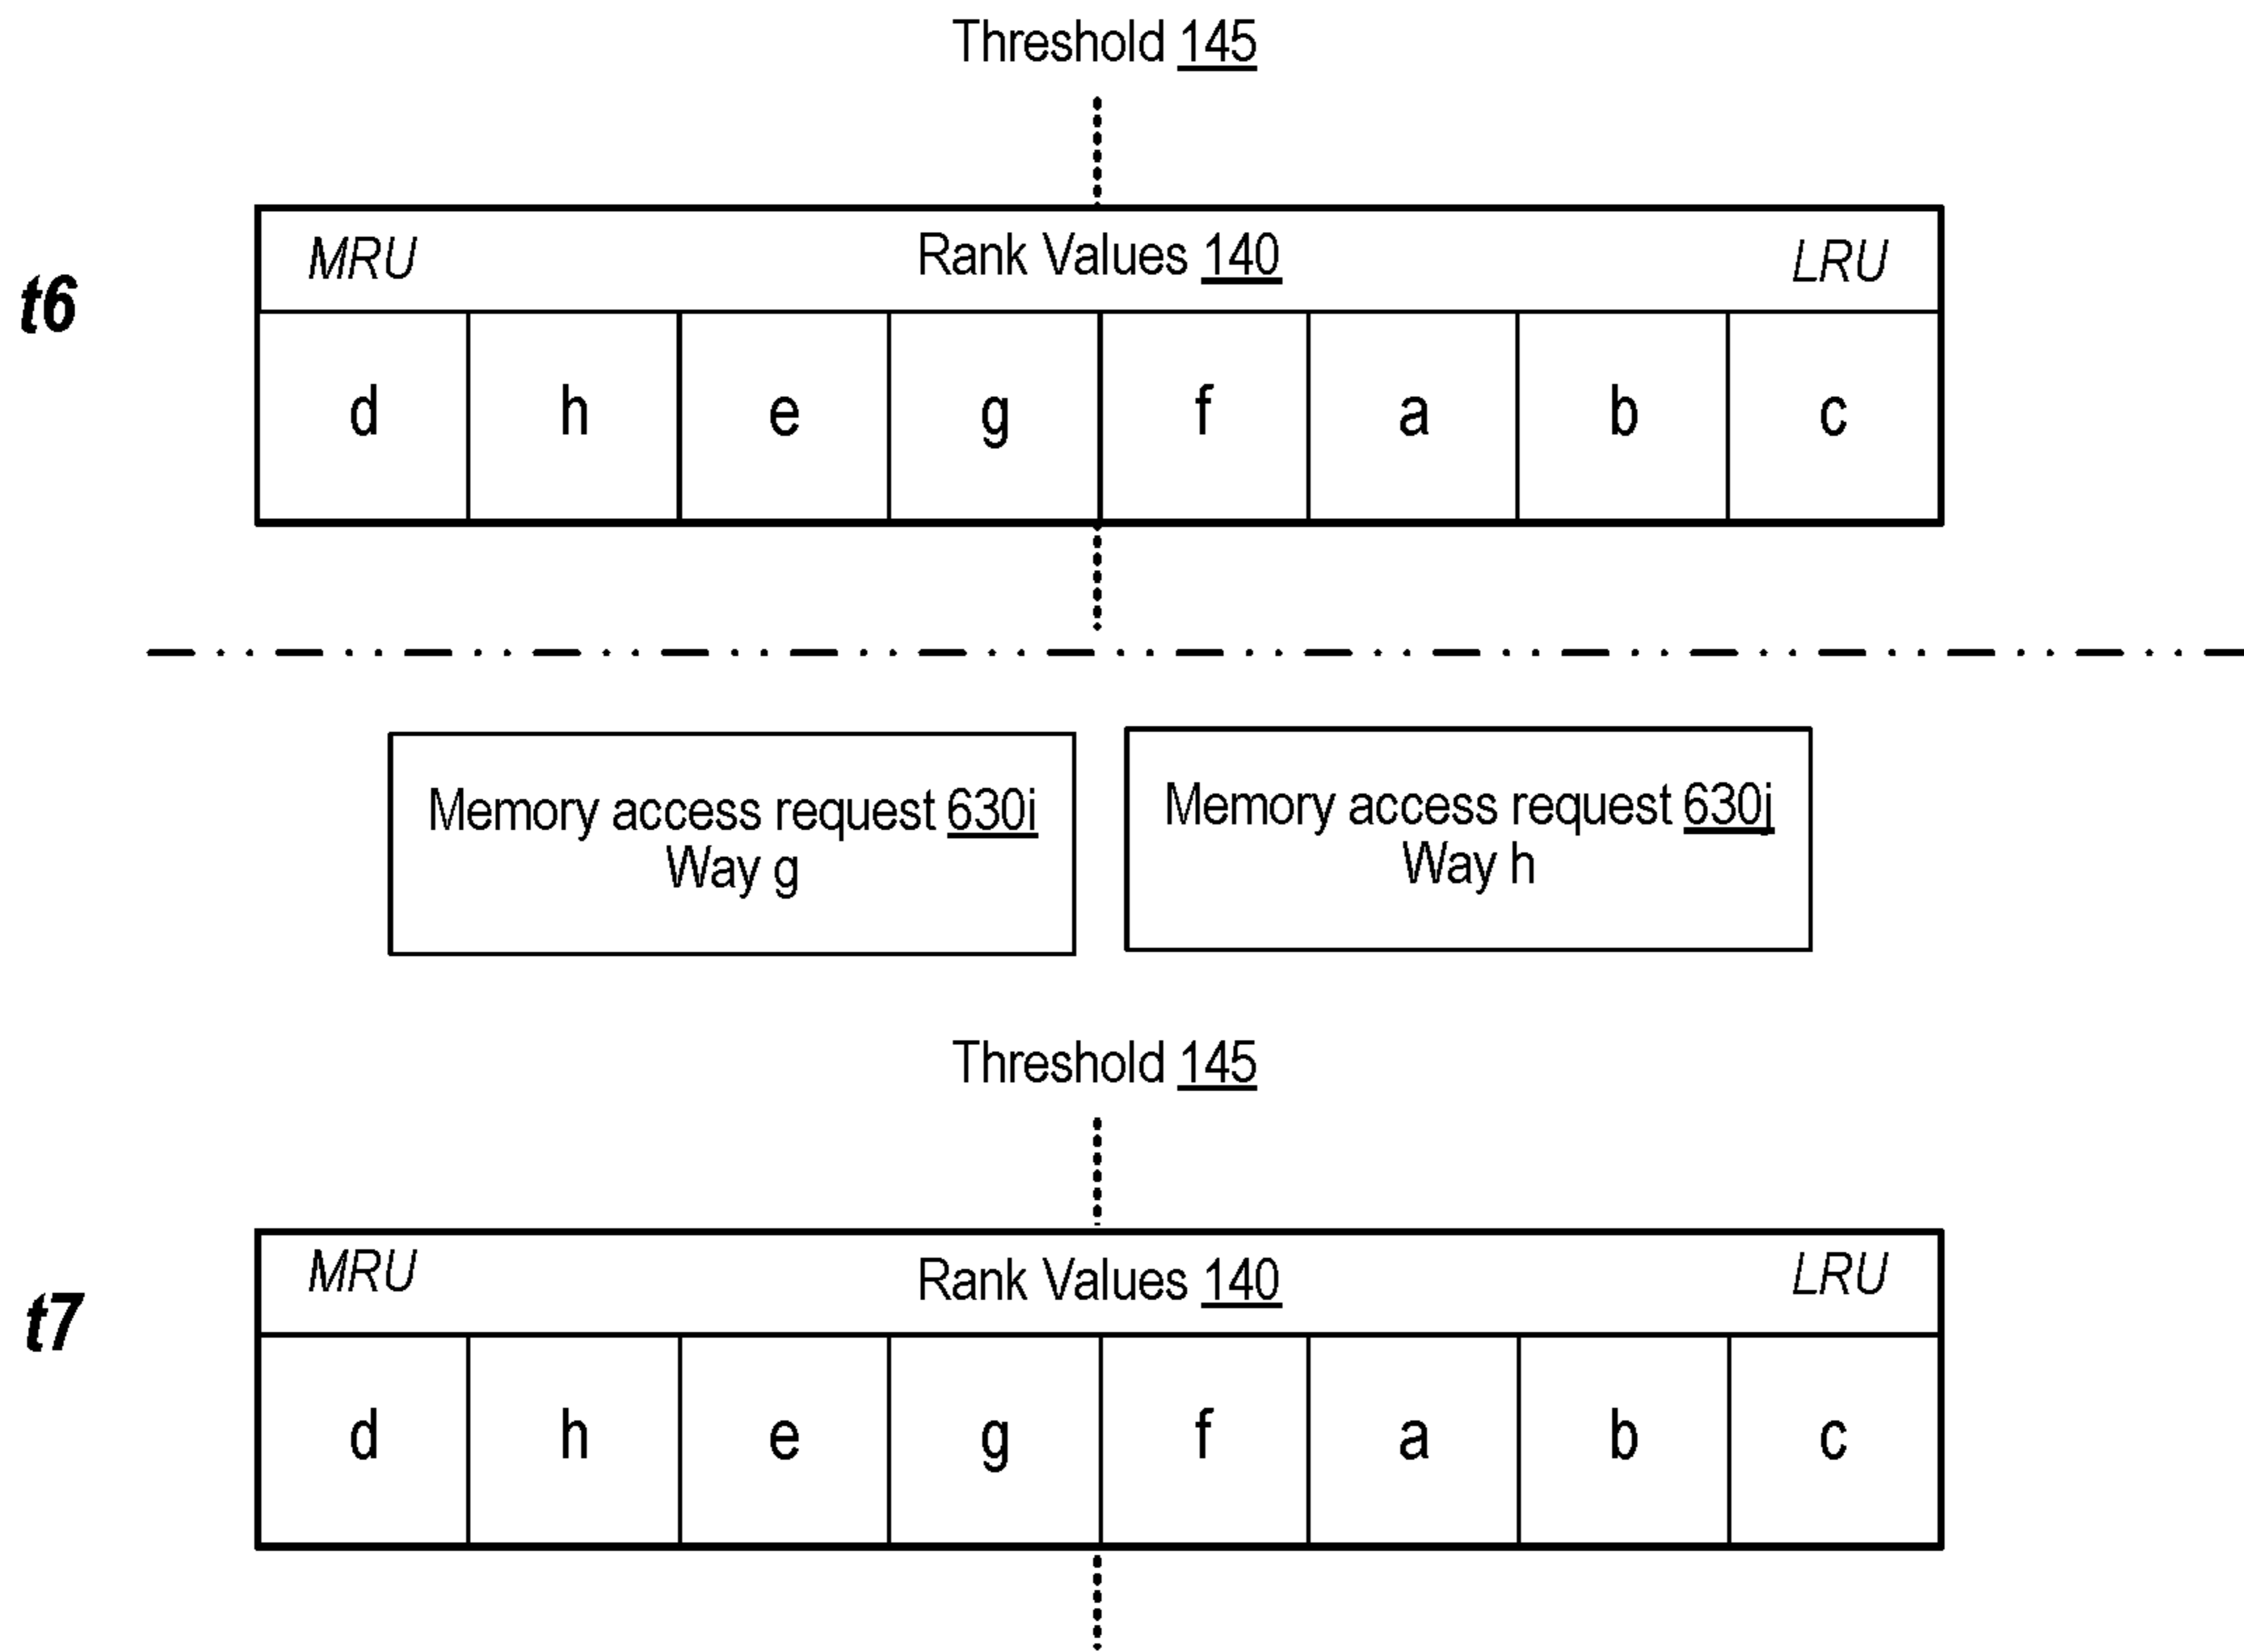 Threshold 145
t6
MRU Rank Values 140 LRU
d h e g f a b c
Memory access request 630i
Way g
Memory access request 630j
Way h
Threshold 145
t7
MRU Rank Values 140 LRU
d h e g f a b c